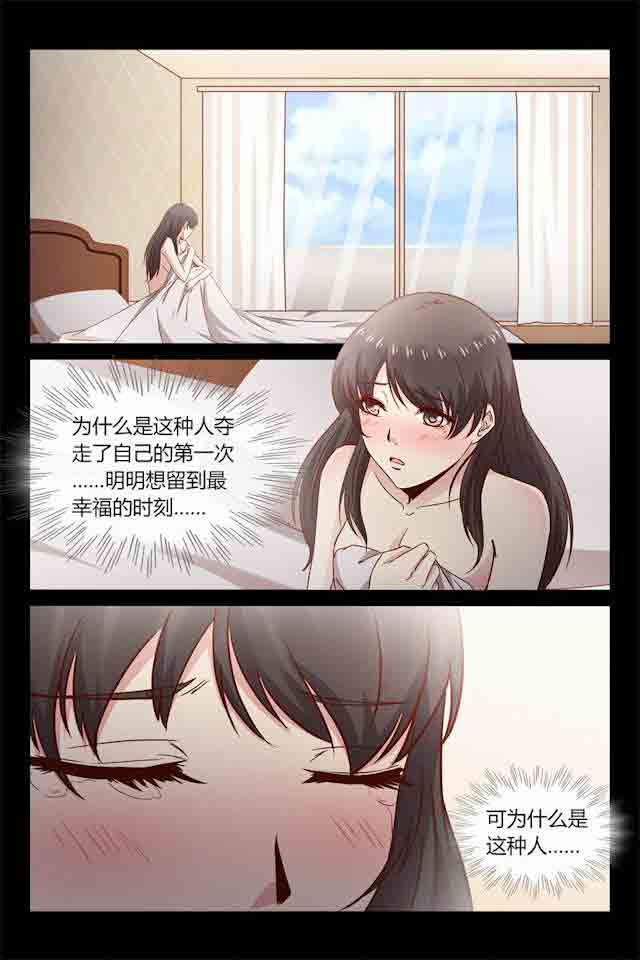 为什么是这种人夺
走了自己的第一次
......明明想留到最
幸福的时刻......
可为什么是
这种人......